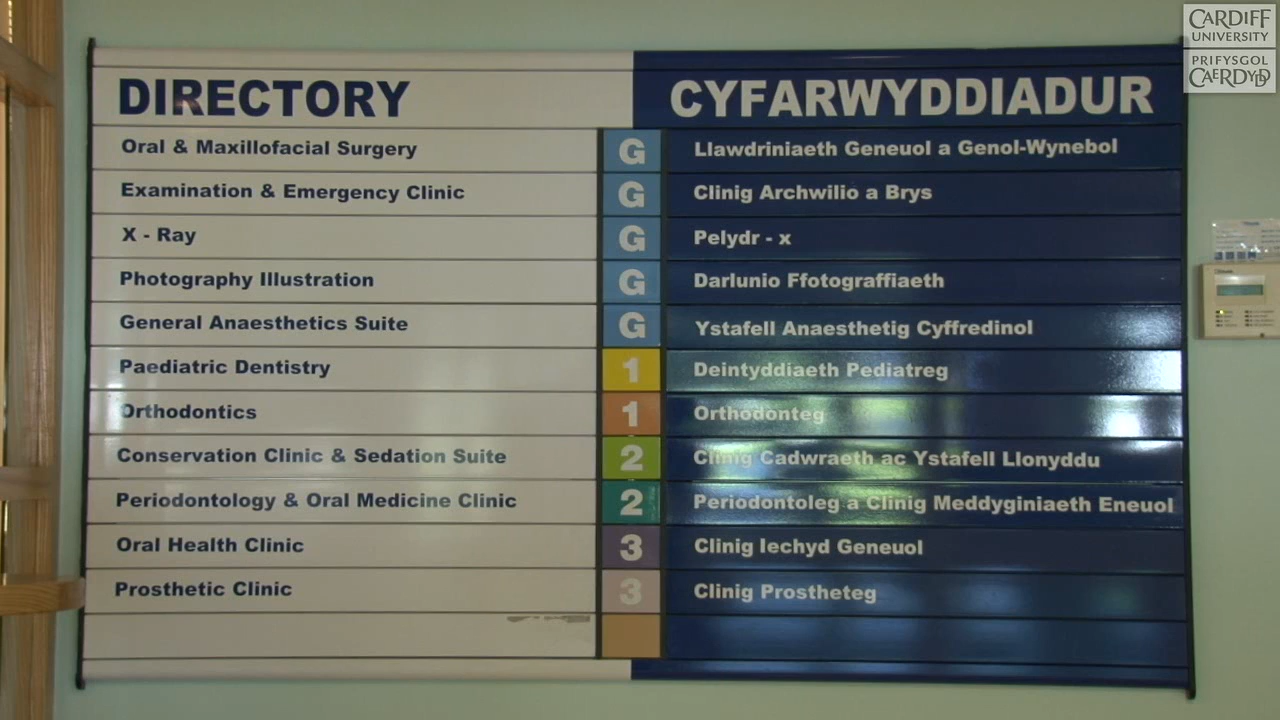 CARDIFF
UNIVERSITY
PRIFYSGOL
CAERDYDD
DIRECTORY
CYFARWYDDIADUR
Oral & Maxillofacial Surgery G Llawdriniaeth Geneuol a Genol-Wynebol
Examination & Emergency Clinic G Clinig Archwilio a Brys
X - Ray G Pelydr - x
Photography Illustration G Darlunio Ffotograffiaeth
General Anaesthetics Suite G Ystafell Anaesthetig Cyffredinol
Paediatric Dentistry 1 Deintyddiaeth Pediatreg
Orthodontics 1 Orthodonteg
Conservation Clinic & Sedation Suite 2 Clinig Cadwraeth ac Ystafell Llonyddu
Periodontology & Oral Medicine Clinic 2 Periodontoleg a Clinig Meddyginiaeth Eneuol
Oral Health Clinic 3 Clinig Iechyd Geneuol
Prosthetic Clinic 3 Clinig Prostheteg